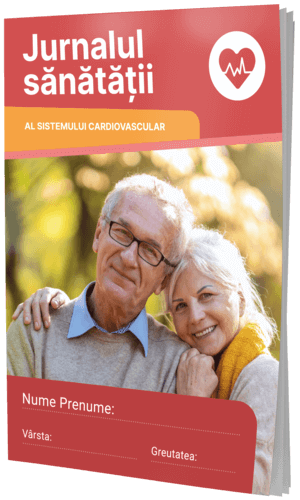 Jurnalul
sănătății
AL SISTEMULUI CARDIOVASCULAR
Nume Prenume:
Vârsta:
Greutatea: